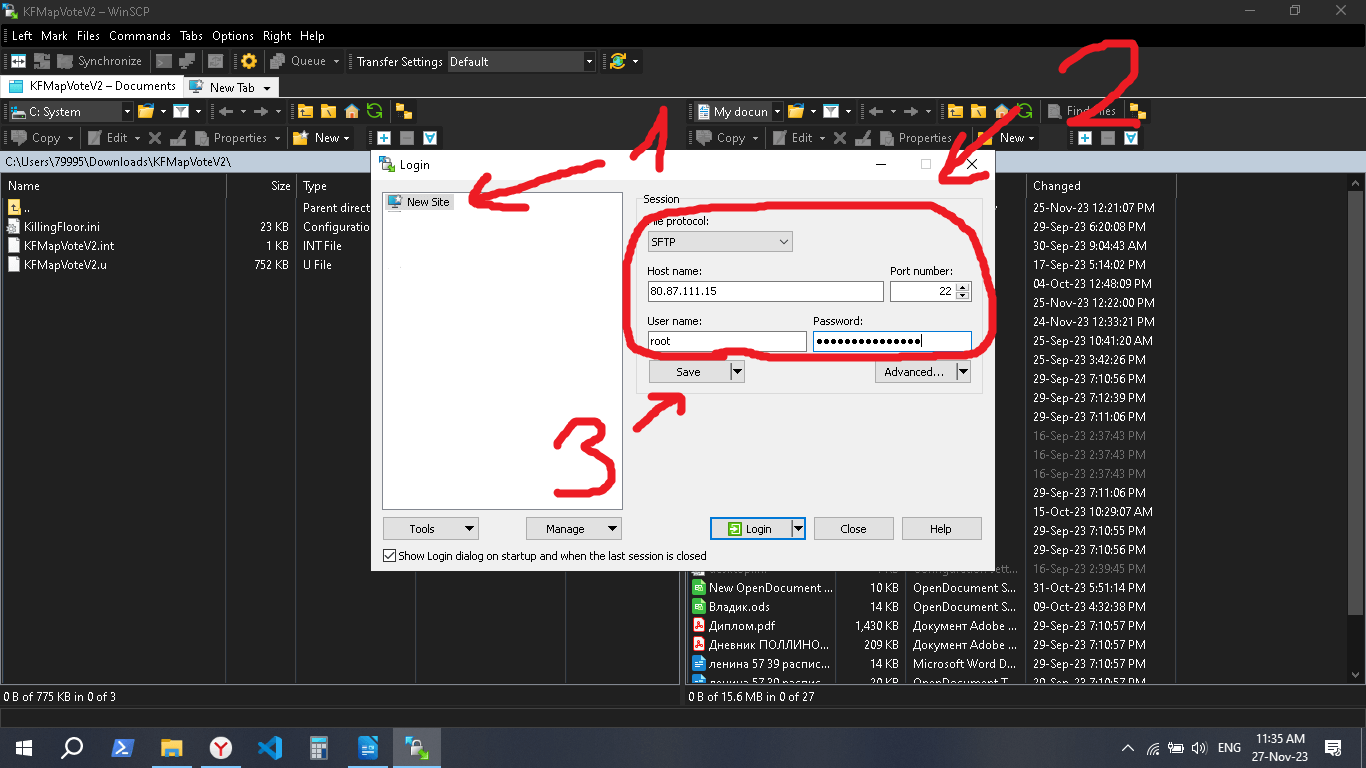 KFMapVoteV2 – WinSCP
Left Mark Files Commands Tabs Options Right Help
Synchronize Queue Transfer Settings Default
KFMapVoteV2 – Documents New Tab
C: System My docun Find Files
Copy Edit Properties New Copy Edit Properties New
C:\Users\79995\Downloads\KFMapVoteV2\
Name Size Type Changed
.. Parent direct 25-Nov-23 12:21:07 PM
KillingFloor.ini 23 KB Configuratio 29-Sep-23 6:20:08 PM
KFMapVoteV2.int 1 KB INT File 30-Sep-23 9:04:43 AM
KFMapVoteV2.u 752 KB U File 17-Sep-23 5:14:02 PM
04-Oct-23 12:48:09 PM
25-Nov-23 12:22:00 PM
24-Nov-23 12:33:21 PM
25-Sep-23 10:41:20 AM
25-Sep-23 3:42:26 PM
29-Sep-23 7:10:56 PM
29-Sep-23 7:12:39 PM
29-Sep-23 7:11:06 PM
16-Sep-23 2:37:43 PM
16-Sep-23 2:37:43 PM
16-Sep-23 2:37:43 PM
29-Sep-23 7:11:06 PM
15-Oct-23 10:29:07 AM
29-Sep-23 7:10:55 PM
29-Sep-23 7:10:56 PM
16-Sep-23 2:39:45 PM
New OpenDocument ... 10 KB OpenDocument S... 31-Oct-23 5:51:14 PM
Владик.ods 14 KB OpenDocument S... 09-Oct-23 4:32:38 PM
Диплом.pdf 1,430 KB Документ Adobe ... 29-Sep-23 7:10:57 PM
Дневник ПОЛЛИНО... 209 KB Документ Adobe ... 29-Sep-23 7:10:57 PM
ленина 57 39 распис... 14 KB Microsoft Word D... 29-Sep-23 7:10:57 PM
ленина 57 39 распис... 20 KB OpenDocument T... 29-Sep-23 7:10:57 PM
0 B of 775 KB in 0 of 3 0 B of 15.6 MB in 0 of 27
Login
New Site
Session
File protocol:
SFTP
Host name: Port number:
80.87.111.15 22
User name: Password:
root ●●●●●●●●●●●●●●●
Save Advanced...
Tools Manage Login Close Help
Show Login dialog on startup and when the last session is closed
1
2
3
ENG 11:35 AM
27-Nov-23